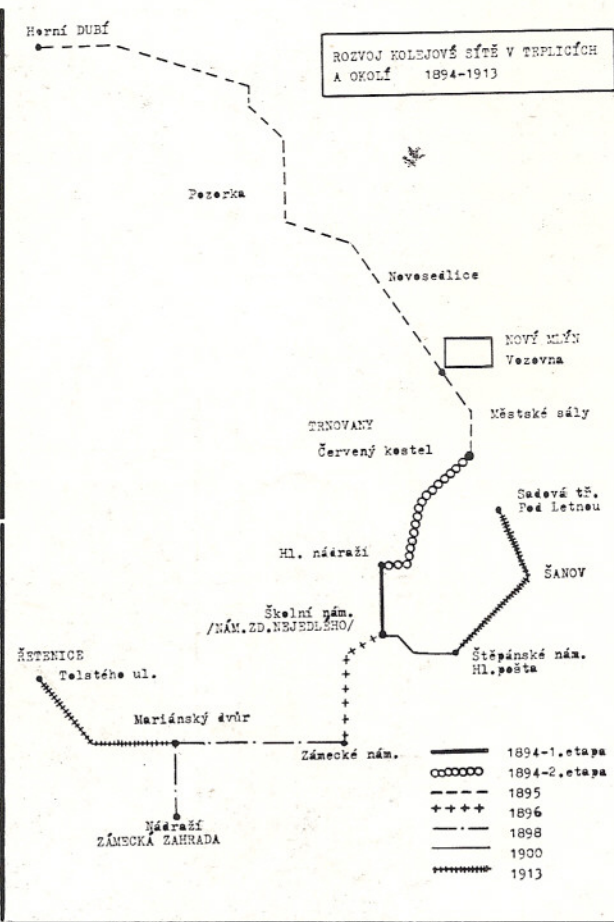 Horní DUBÍ
ROZVOJ KOLEJOVÉ SÍTĚ V TEPLICÍCH
A OKOLÍ 1894-1913
Pozorka
Novosedlice
NOVÝ MLÝN
Vozovna
Městské sály
TRNOVANY
Červený kostel
Sadová tř.
Pod Letnou
Hl. nádraží
ŠANOV
Školní nám.
/NÁM.ZD.NEJEDLÉHO/
Štěpánské nám.
Hl.pošta
ŘETENICE
Tolstého ul.
Mariánský dvůr
Zámecké nám.
Nádraží
ZÁMECKÁ ZAHRADA
1894-1.etapa
1894-2.etapa
1895
1896
1898
1900
1913